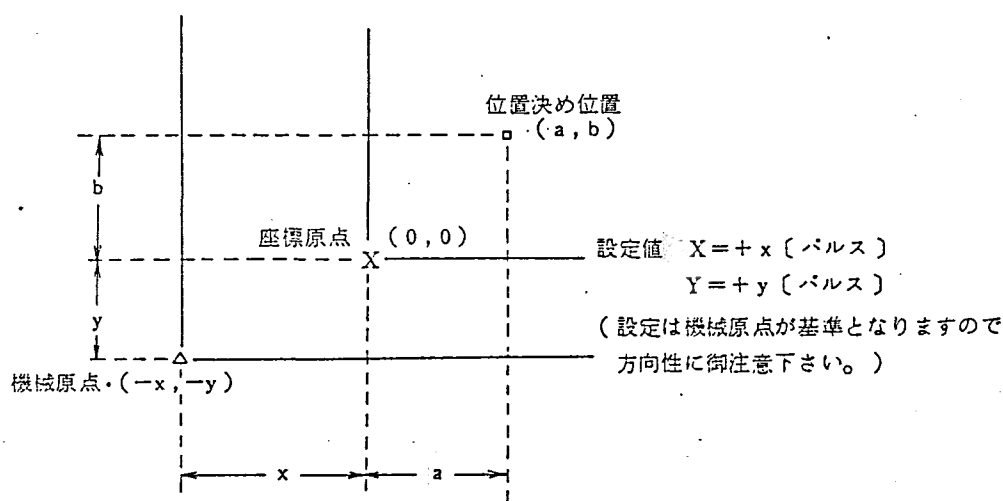 位置決め位置
(a,b)
b
座標原点 (0,0)
X
設定値 X=+x〔パルス〕
Y=+y〔パルス〕
y
(設定は機械原点が基準となりますので
方向性に御注意下さい。)
機械原点・(-x,-y)
x
a